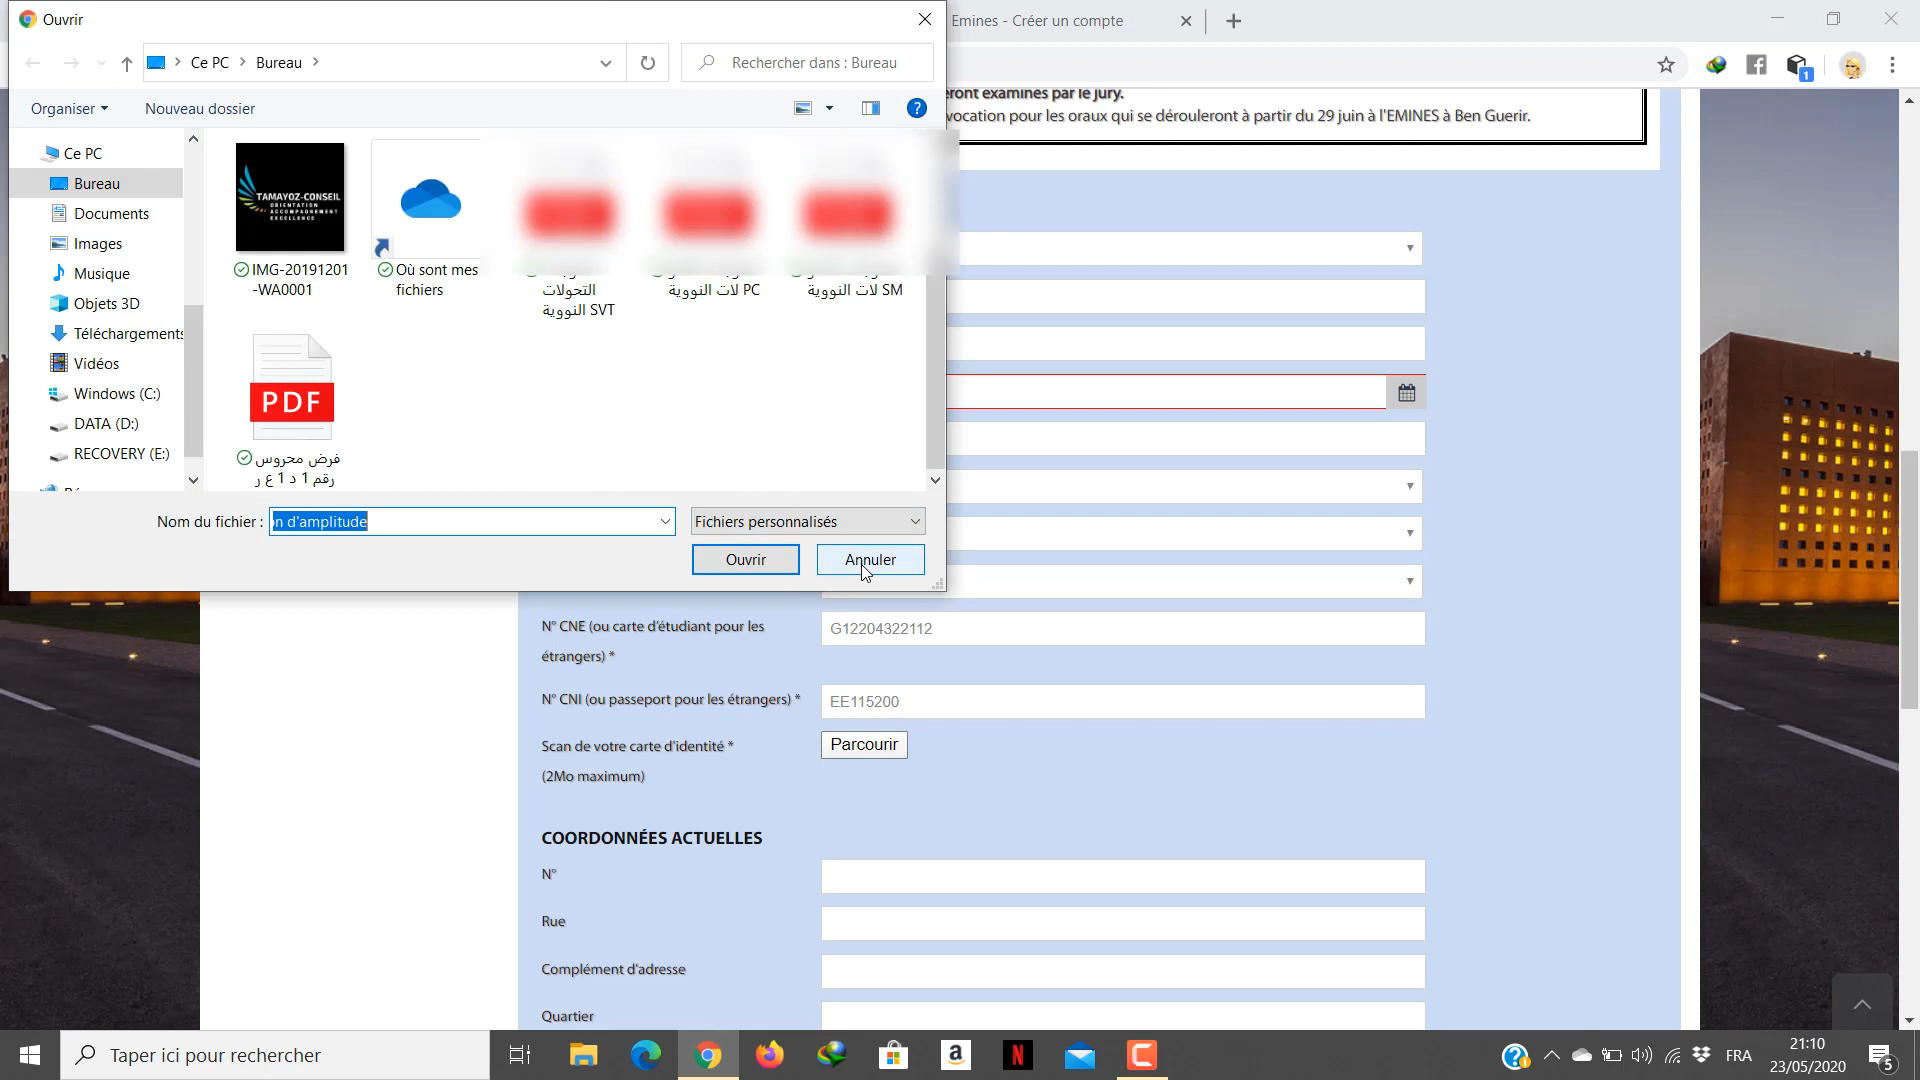 Ouvrir
Emines - Créer un compte
Ce PC
Bureau
Rechercher dans : Bureau
Organiser
Nouveau dossier
ront examinés par le jury.
vocation pour les oraux qui se dérouleront à partir du 29 juin à l'EMINES à Ben Guerir.
Ce PC
Bureau
Documents
Images
Musique
Objets 3D
Téléchargements
Vidéos
Windows (C:)
DATA (D:)
RECOVERY (E:)
TAMAYOZ-CONSEIL
ORIENTATION
ACCOMPAGNEMENT
EXCELLENCE
IMG-20191201
-WA0001
Où sont mes
fichiers
التحولات
النووية SVT
لات النووية PC
لات النووية SM
PDF
فرض محروس
رقم 1 د 1 ع ر
Nom du fichier :
n d'amplitude
Fichiers personnalisés
Ouvrir
Annuler
N° CNE (ou carte d'étudiant pour les
étrangers) *
G12204322112
N° CNI (ou passeport pour les étrangers) *
EE115200
Scan de votre carte d'identité *
(2Mo maximum)
Parcourir
COORDONNÉES ACTUELLES
N°
Rue
Complément d'adresse
Quartier
Taper ici pour rechercher
FRA
21:10
23/05/2020
5